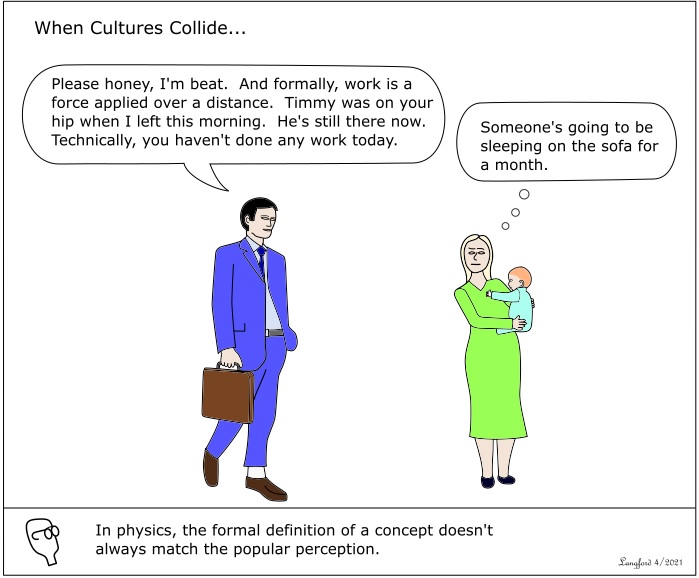 When Cultures Collide...
Please honey, I'm beat.  And formally, work is a
force applied over a distance.  Timmy was on your
hip when I left this morning.  He's still there now.
Technically, you haven't done any work today.
Someone's going to be
sleeping on the sofa for
a month.
In physics, the formal definition of a concept doesn't
always match the popular perception.
Langford 4/2021